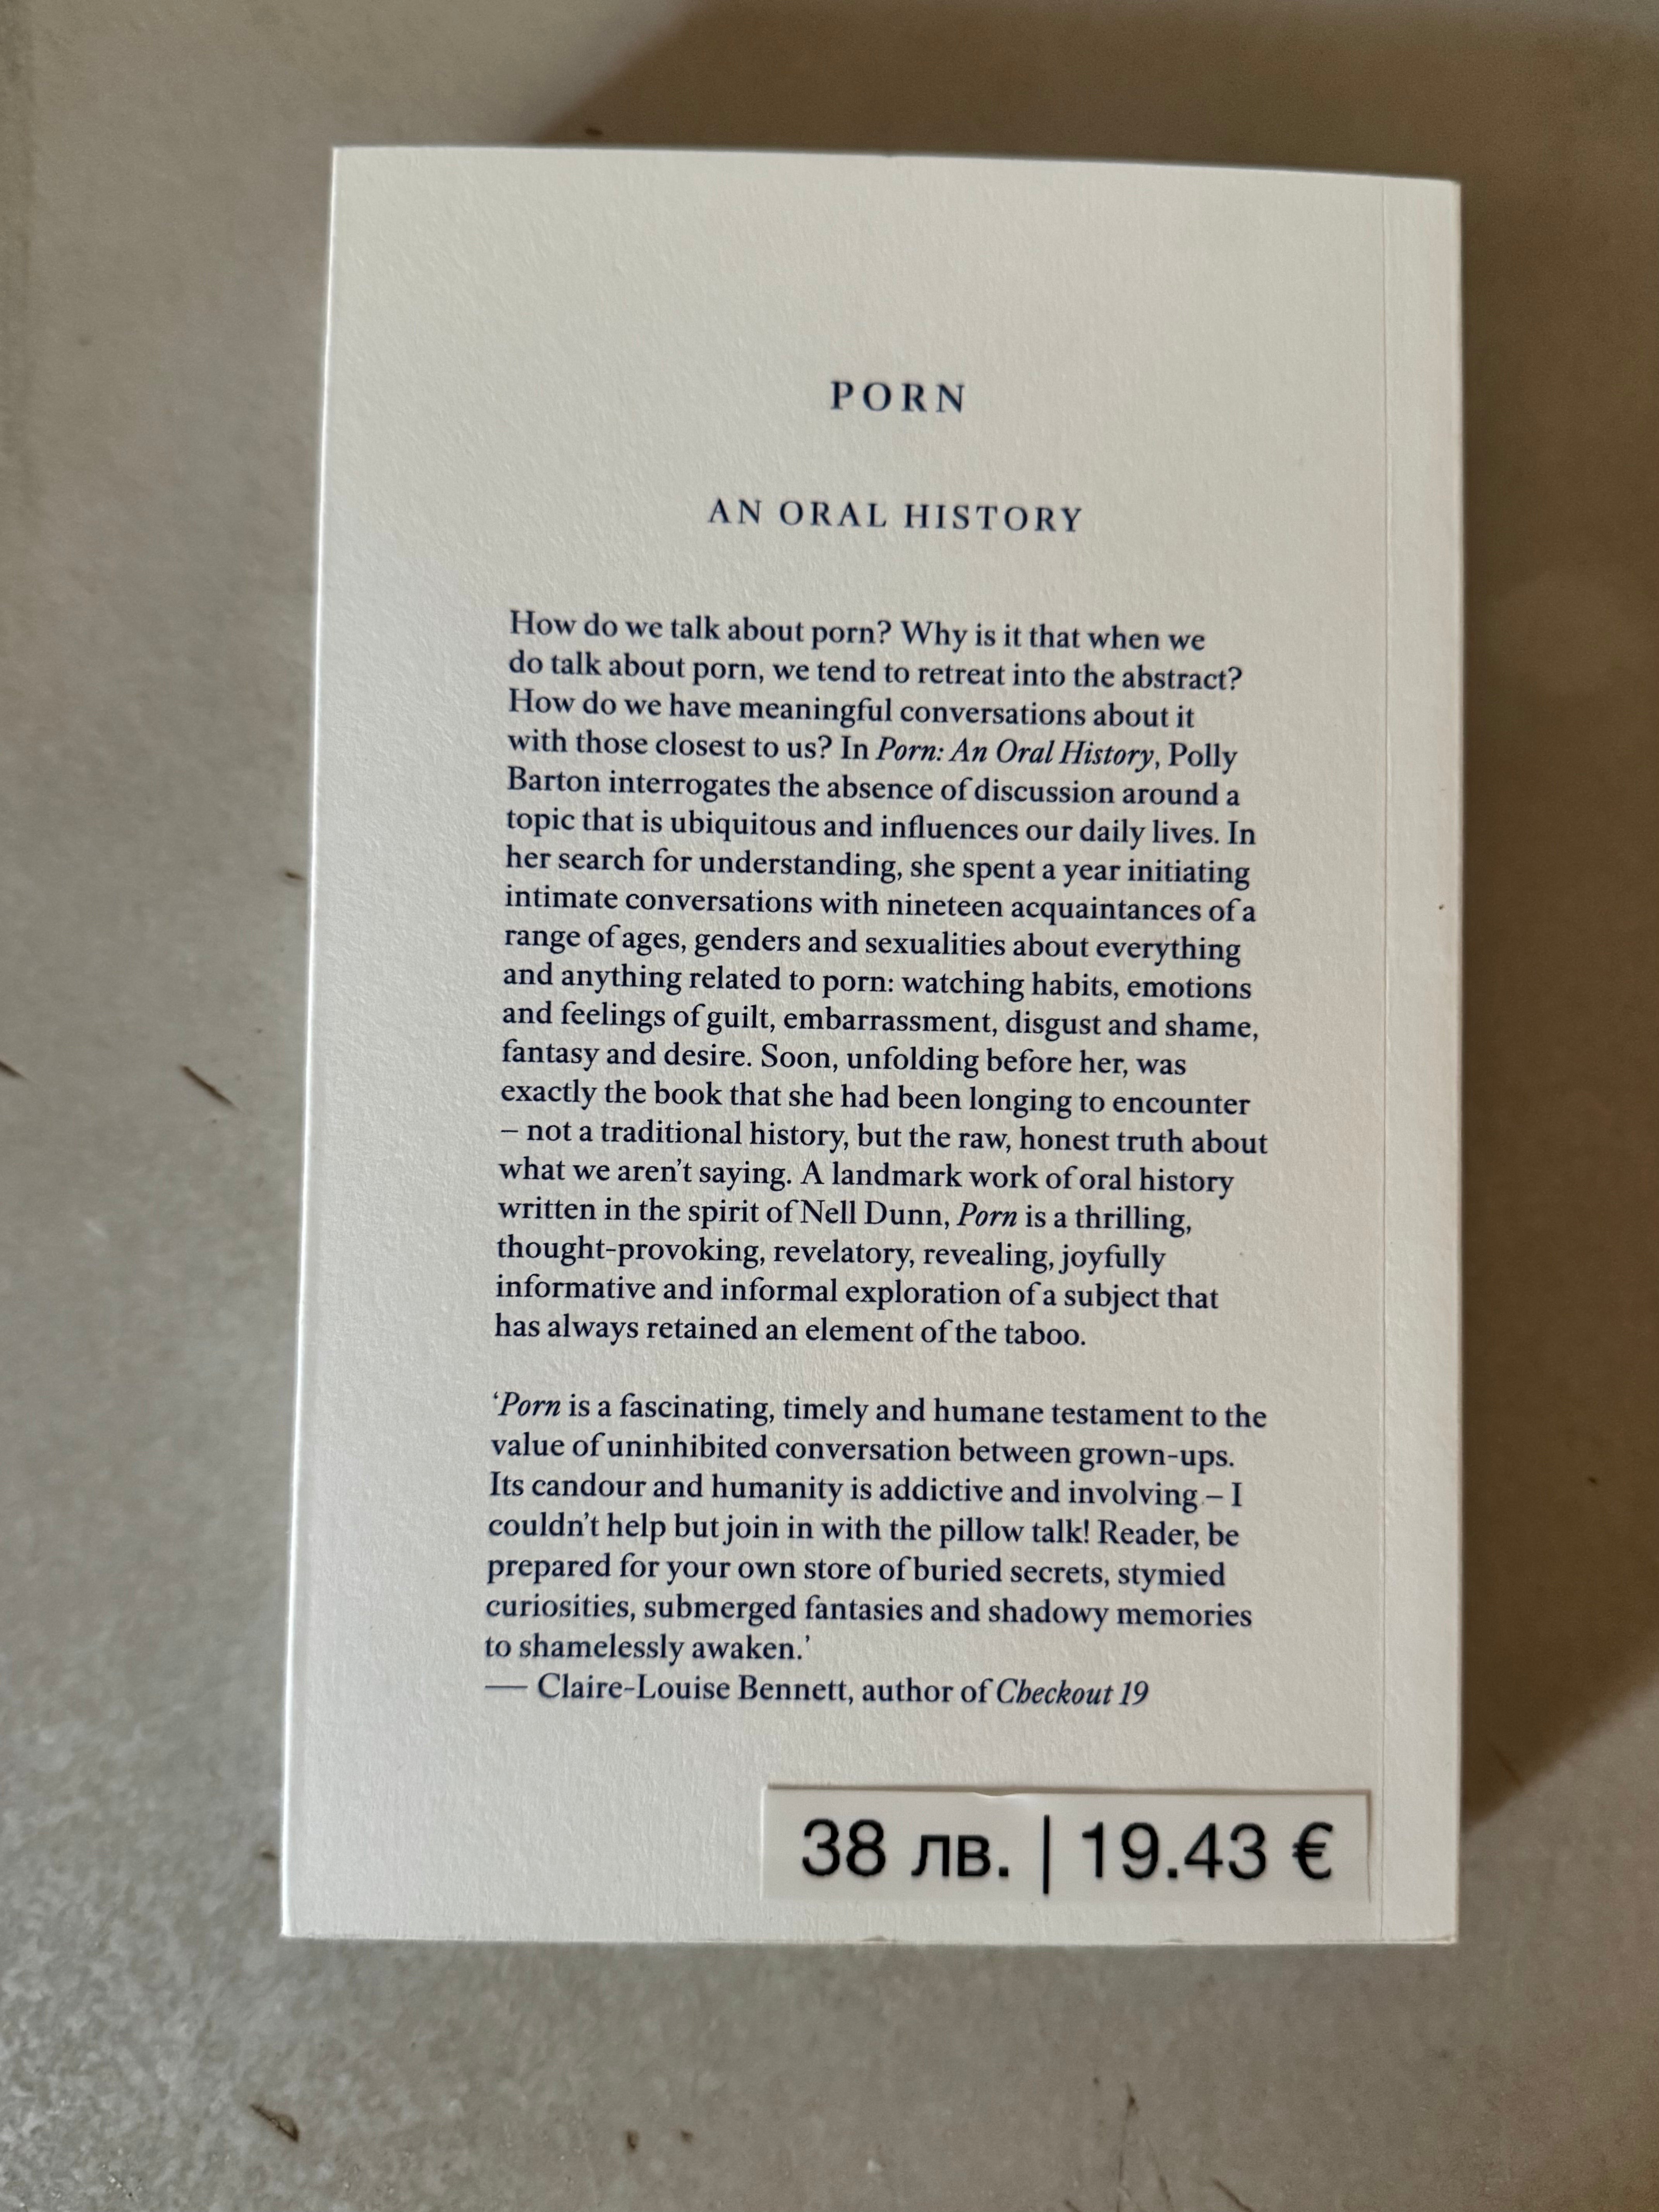 PORN
AN ORAL HISTORY
How do we talk about porn? Why is it that when we
do talk about porn, we tend to retreat into the abstract?
How do we have meaningful conversations about it
with those closest to us? In Porn: An Oral History, Polly
Barton interrogates the absence of discussion around a
topic that is ubiquitous and influences our daily lives. In
her search for understanding, she spent a year initiating
intimate conversations with nineteen acquaintances of a
range of ages, genders and sexualities about everything
and anything related to porn: watching habits, emotions
and feelings of guilt, embarrassment, disgust and shame,
fantasy and desire. Soon, unfolding before her, was
exactly the book that she had been longing to encounter
– not a traditional history, but the raw, honest truth about
what we aren’t saying. A landmark work of oral history
written in the spirit of Nell Dunn, Porn is a thrilling,
thought-provoking, revelatory, revealing, joyfully
informative and informal exploration of a subject that
has always retained an element of the taboo.
‘Porn is a fascinating, timely and humane testament to the
value of uninhibited conversation between grown-ups.
Its candour and humanity is addictive and involving – I
couldn’t help but join in with the pillow talk! Reader, be
prepared for your own store of buried secrets, stymied
curiosities, submerged fantasies and shadowy memories
to shamelessly awaken.’
— Claire-Louise Bennett, author of Checkout 19
38 лв. | 19.43 €